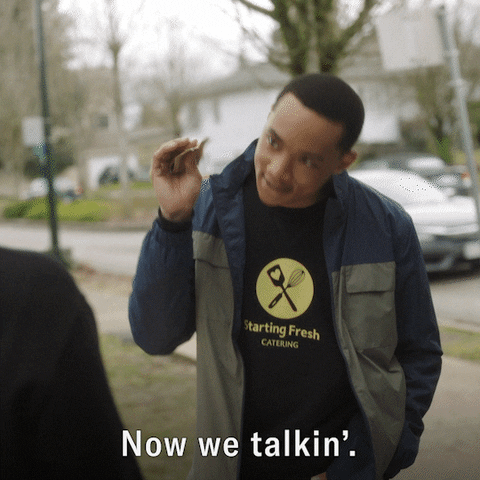 Starting Fresh
CATERING
Now we talkin'.